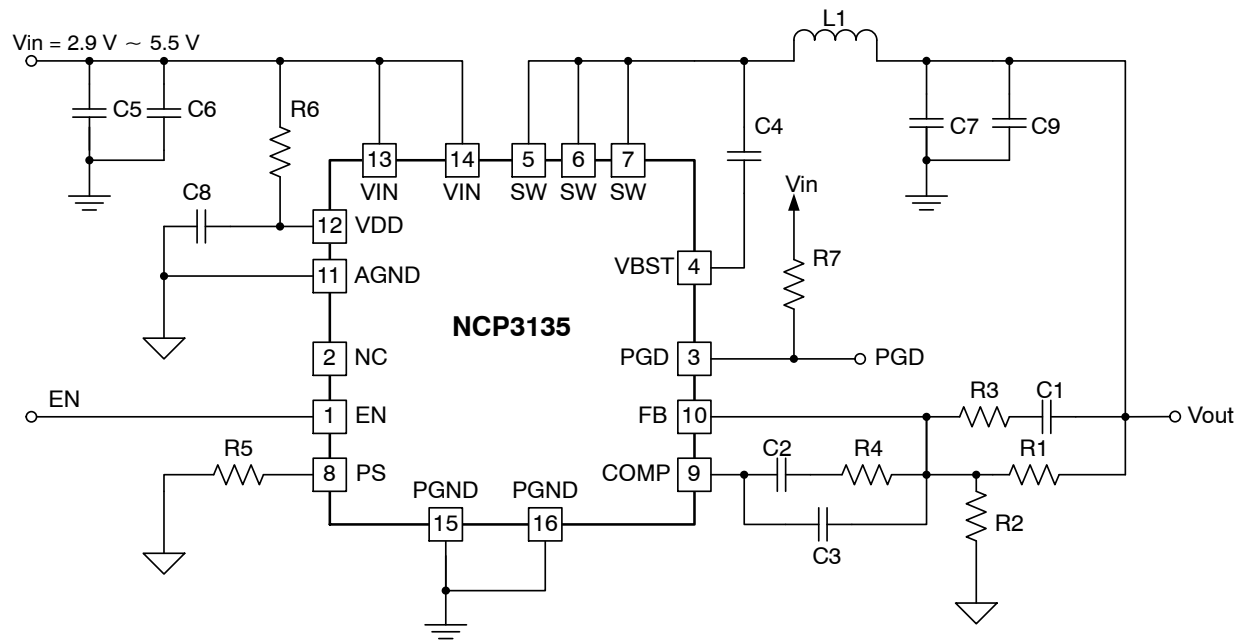 L1
Vin = 2.9 V ~ 5.5 V
C5 C6 R6 C4 C7 C9
13 14 5 6 7
VIN VIN SW SW SW
Vin
C8
12 VDD
R7
VBST 4
11 AGND
NCP3135
2 NC
PGD 3 PGD
EN
1 EN
FB 10
R3 C1
Vout
R5
8 PS
COMP 9
C2 R4 R1
PGND PGND
15 16
R2
C3